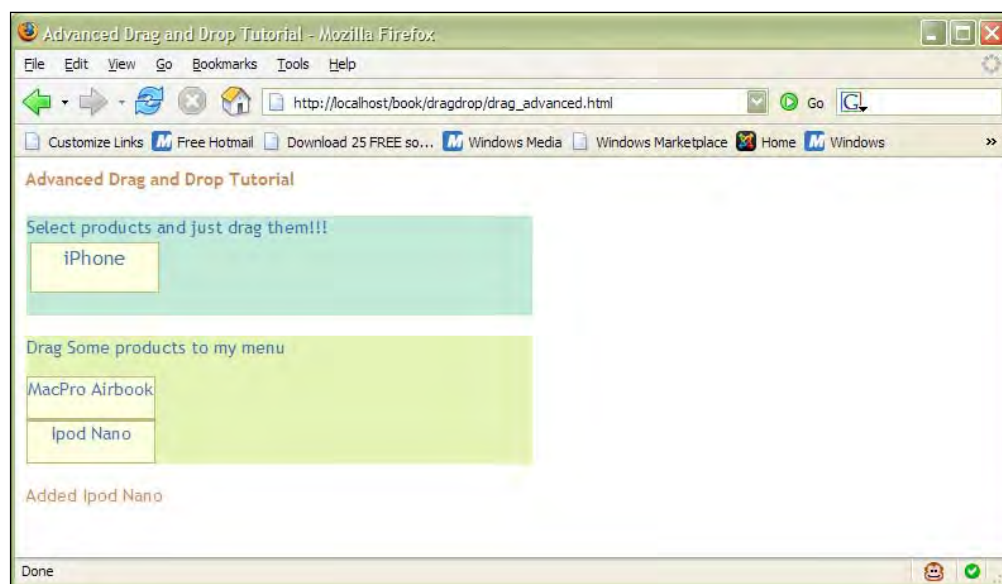 Advanced Drag and Drop Tutorial - Mozilla Firefox
File Edit View Go Bookmarks Tools Help
http://localhost/book/dragdrop/drag_advanced.html Go G
Customize Links Free Hotmail Download 25 FREE so... Windows Media Windows Marketplace Home Windows »
Advanced Drag and Drop Tutorial
Select products and just drag them!!!
iPhone
Drag Some products to my menu
MacPro Airbook
Ipod Nano
Added Ipod Nano
Done